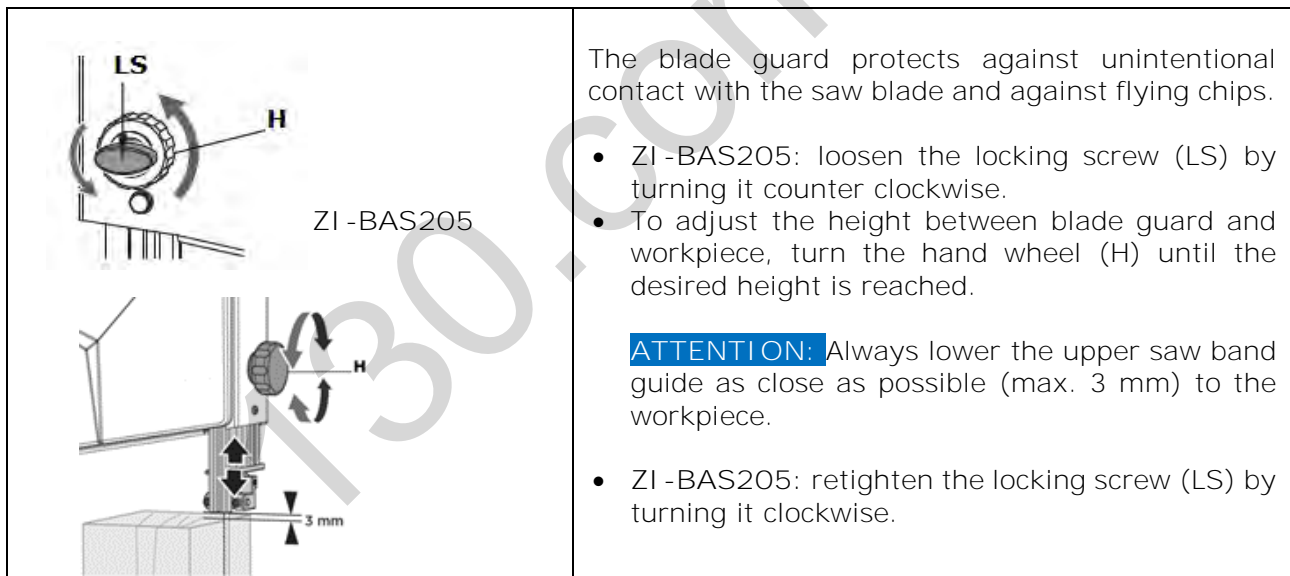 LS
H
ZI-BAS205
H
3 mm
The blade guard protects against unintentional
contact with the saw blade and against flying chips.
• ZI-BAS205: loosen the locking screw (LS) by
turning it counter clockwise.
• To adjust the height between blade guard and
workpiece, turn the hand wheel (H) until the
desired height is reached.
ATTENTION: Always lower the upper saw band
guide as close as possible (max. 3 mm) to the
workpiece.
• ZI-BAS205: retighten the locking screw (LS) by
turning it clockwise.
130.com